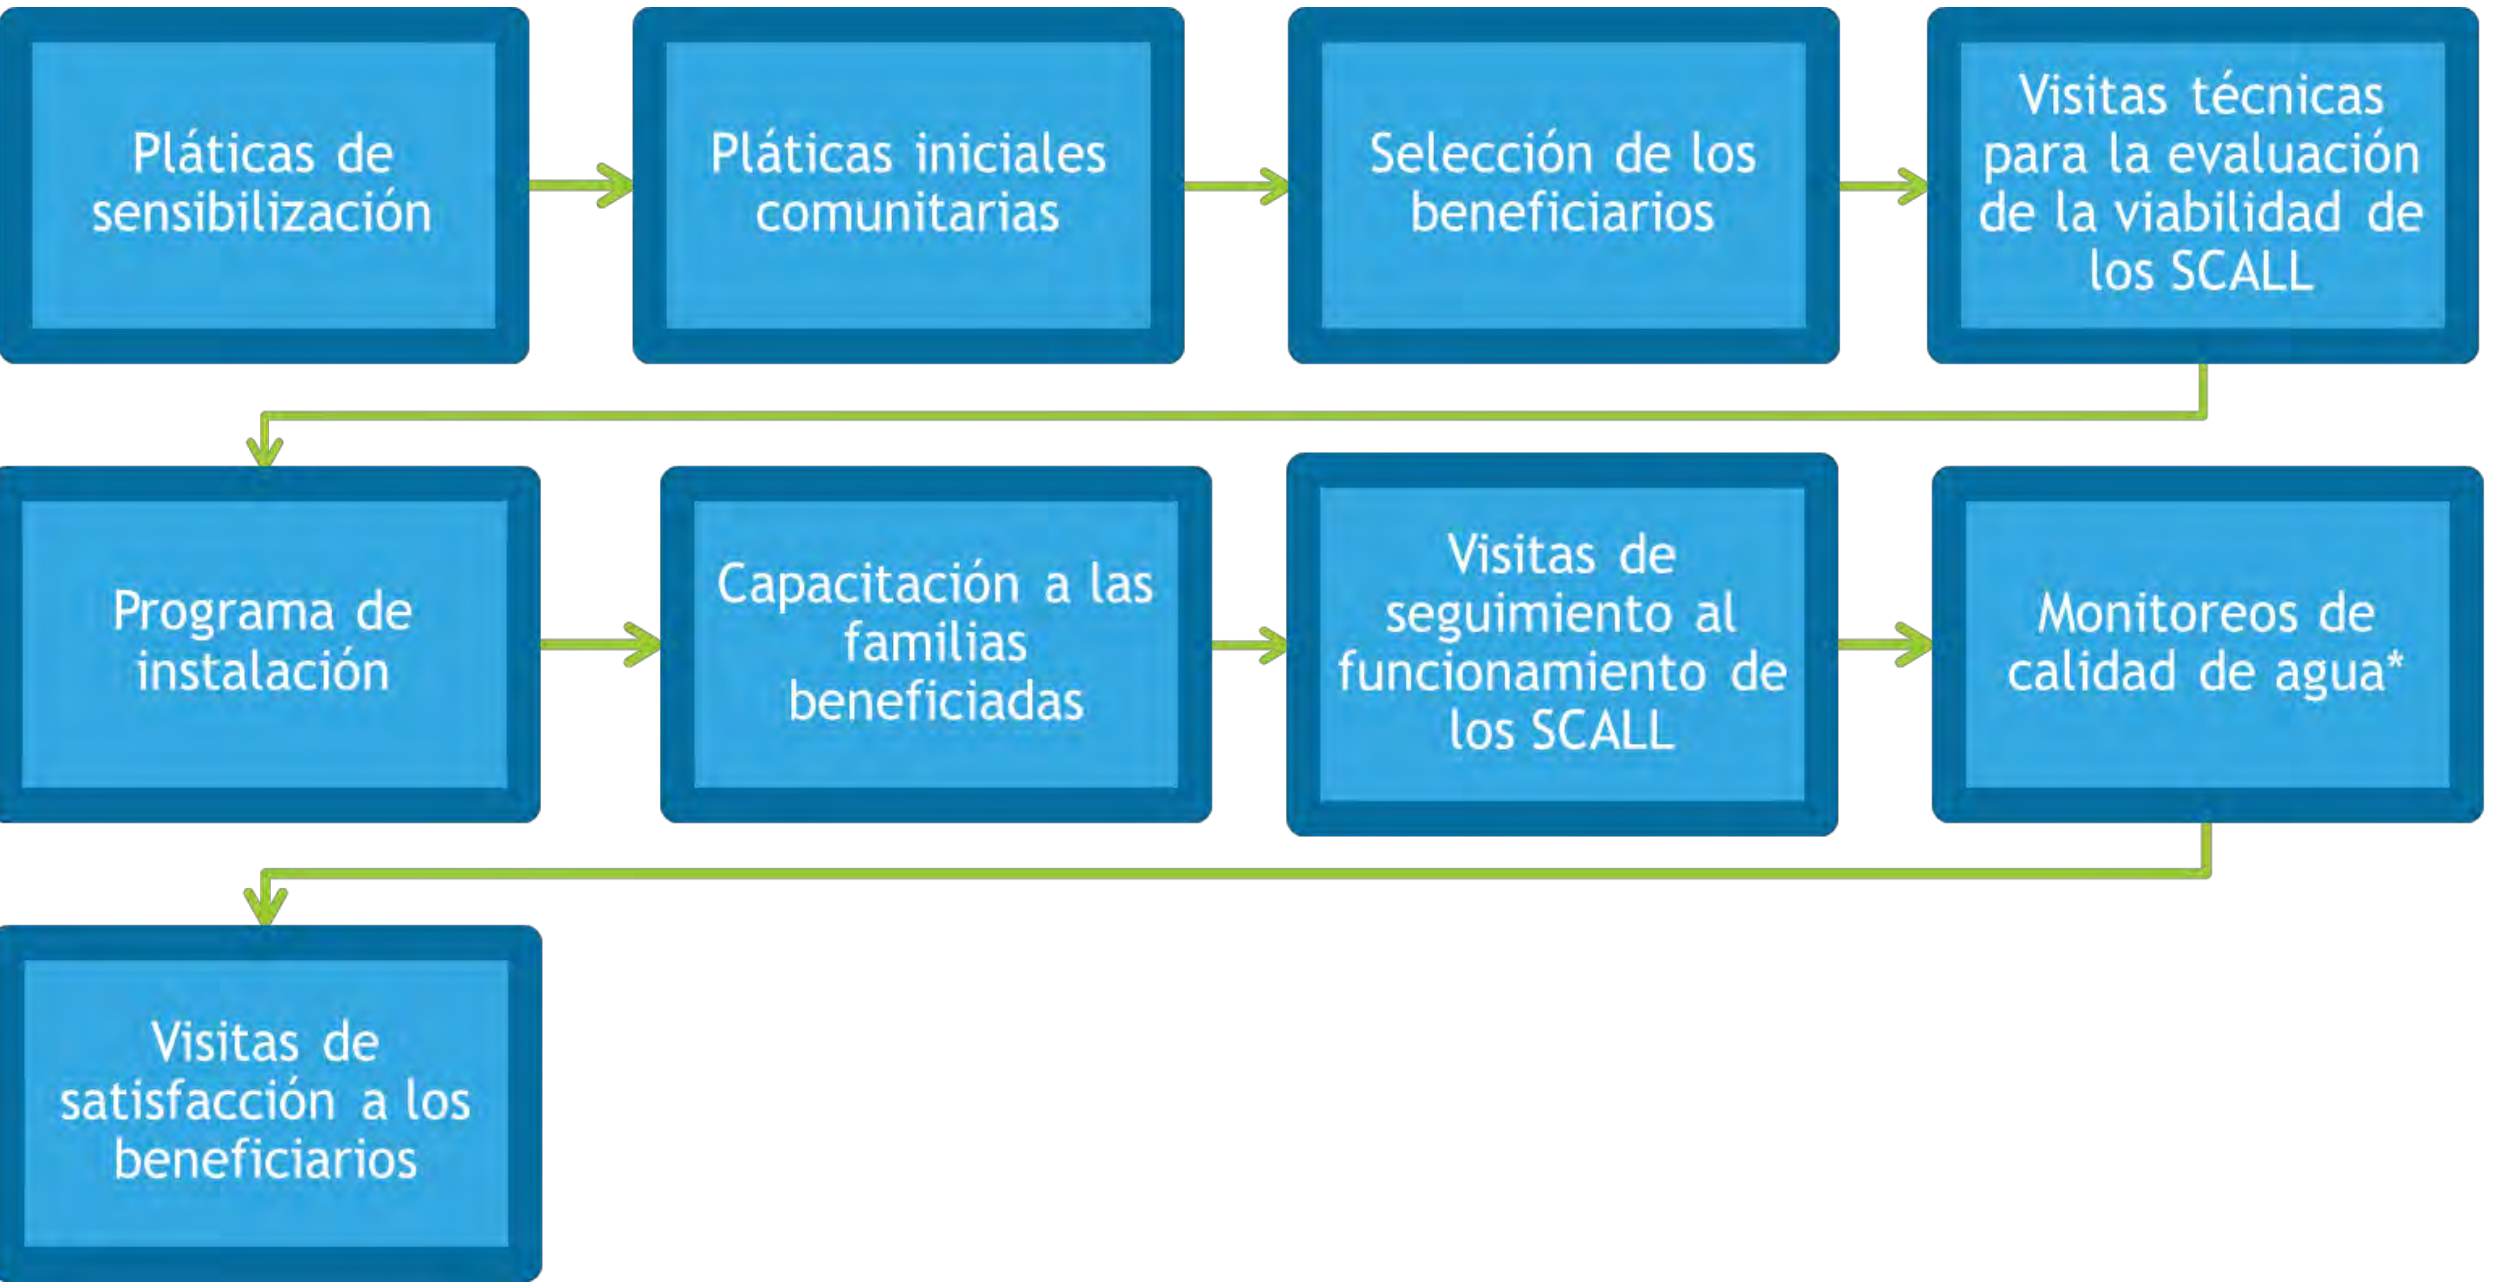 Pláticas de
sensibilización
Pláticas iniciales
comunitarias
Selección de los
beneficiarios
Visitas técnicas
para la evaluación
de la viabilidad de
los SCALL
Programa de
instalación
Capacitación a las
familias
beneficiadas
Visitas de
seguimiento al
funcionamiento de
los SCALL
Monitoreos de
calidad de agua*
Visitas de
satisfacción a los
beneficiarios